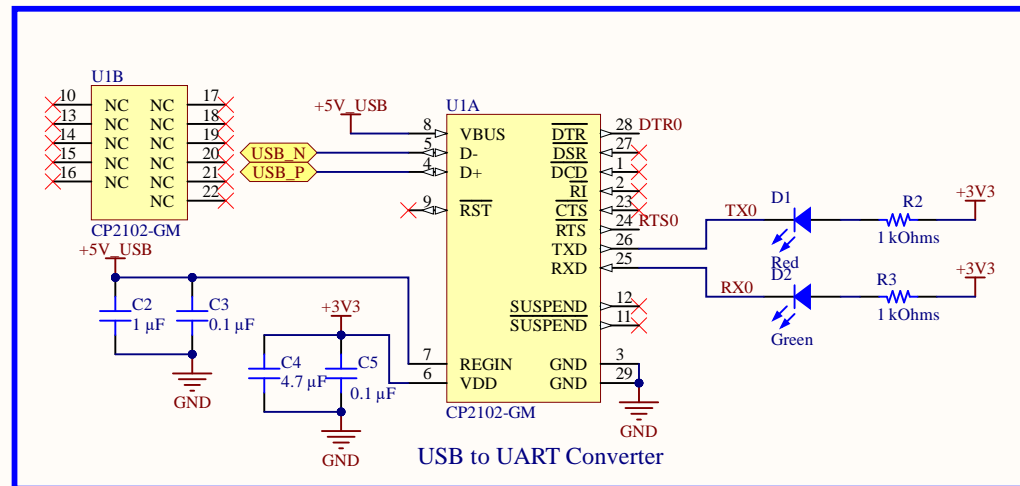 U1B
10 NC NC 17
13 NC NC 18
14 NC NC 19
15 NC NC 20
16 NC NC 21
NC 22
CP2102-GM
+5V_USB
U1A
8 VBUS DTR 28 DTR0
USB_N 5 D- DSR 27
USB_P 4 D+ DCD 1
RI 2
9 RST CTS 23
RTS 24 RTS0
TXD 26 TX0
RXD 25 RX0
SUSPEND 12
SUSPEND 11
7 REGIN GND 3
6 VDD GND 29
CP2102-GM
GND
D1
Red
R2
1 kOhms
+3V3
D2
Green
R3
1 kOhms
+3V3
+5V_USB
C2
1 µF
C3
0.1 µF
GND
+3V3
C4
4.7 µF
C5
0.1 µF
GND
USB to UART Converter